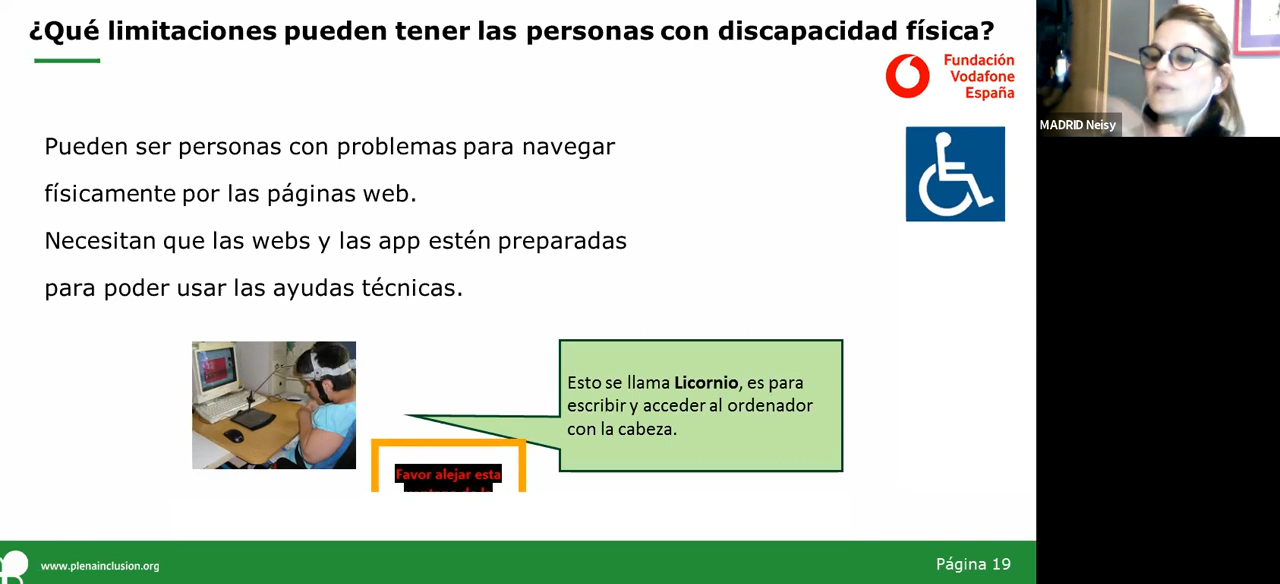 ¿Qué limitaciones pueden tener las personas con discapacidad física?
Fundación
Vodafone
España
MADRID Neisy
Pueden ser personas con problemas para navegar
físicamente por las páginas web.
Necesitan que las webs y las app estén preparadas
para poder usar las ayudas técnicas.
Esto se llama Licornio, es para
escribir y acceder al ordenador
con la cabeza.
Favor alejar esta
www.plenainclusion.org
Página 19